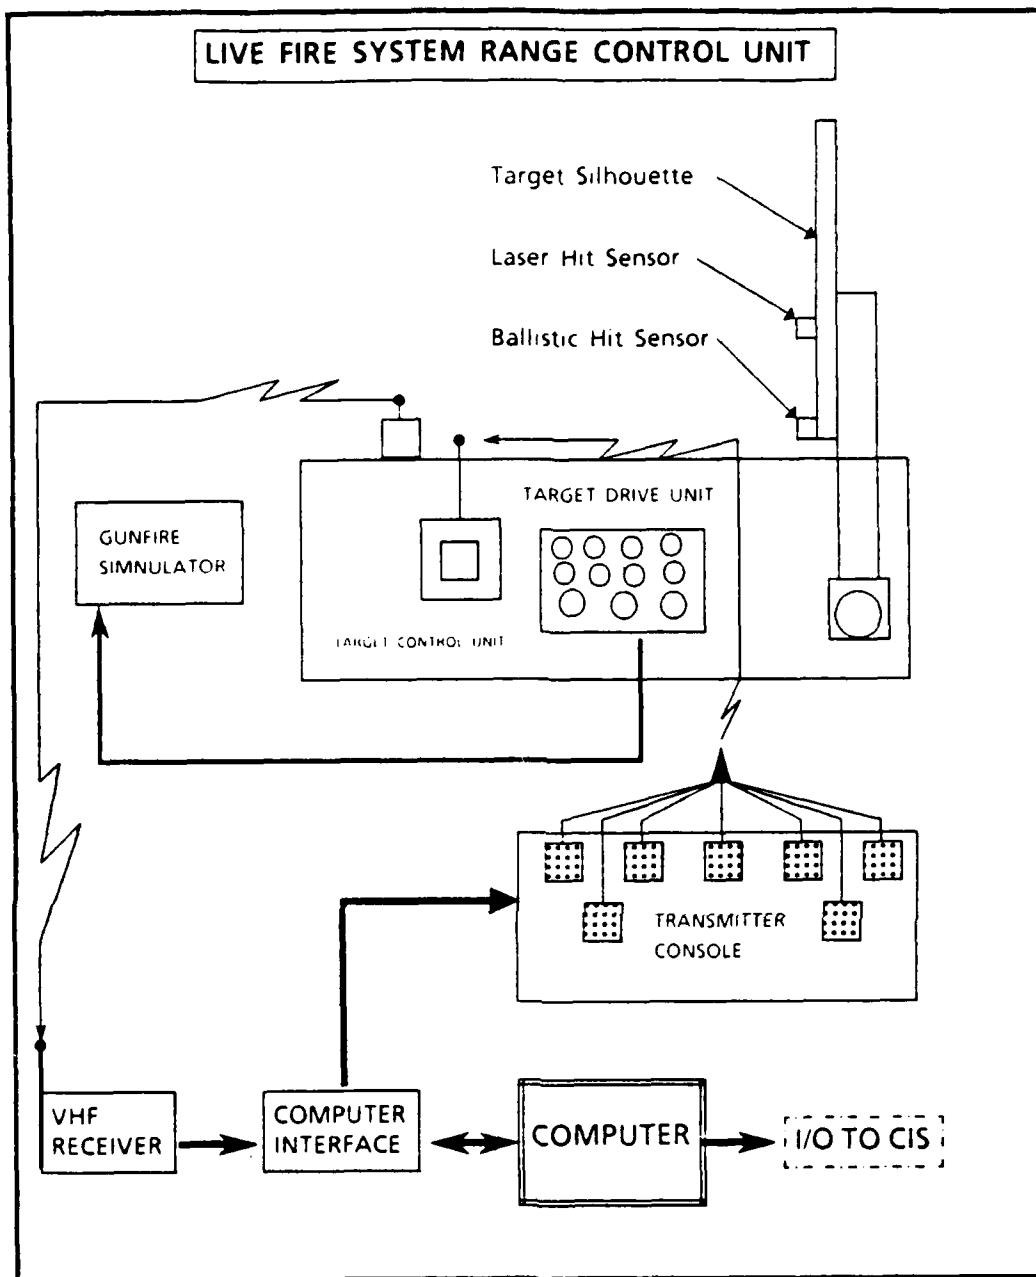 LIVE FIRE SYSTEM RANGE CONTROL UNIT
Target Silhouette
Laser Hit Sensor
Ballistic Hit Sensor
TARGET DRIVE UNIT
GUNFIRE
SIMNULATOR
TARGET CONTROL UNIT
TRANSMITTER
CONSOLE
VHF
RECEIVER
COMPUTER
INTERFACE
COMPUTER
I/O TO CIS